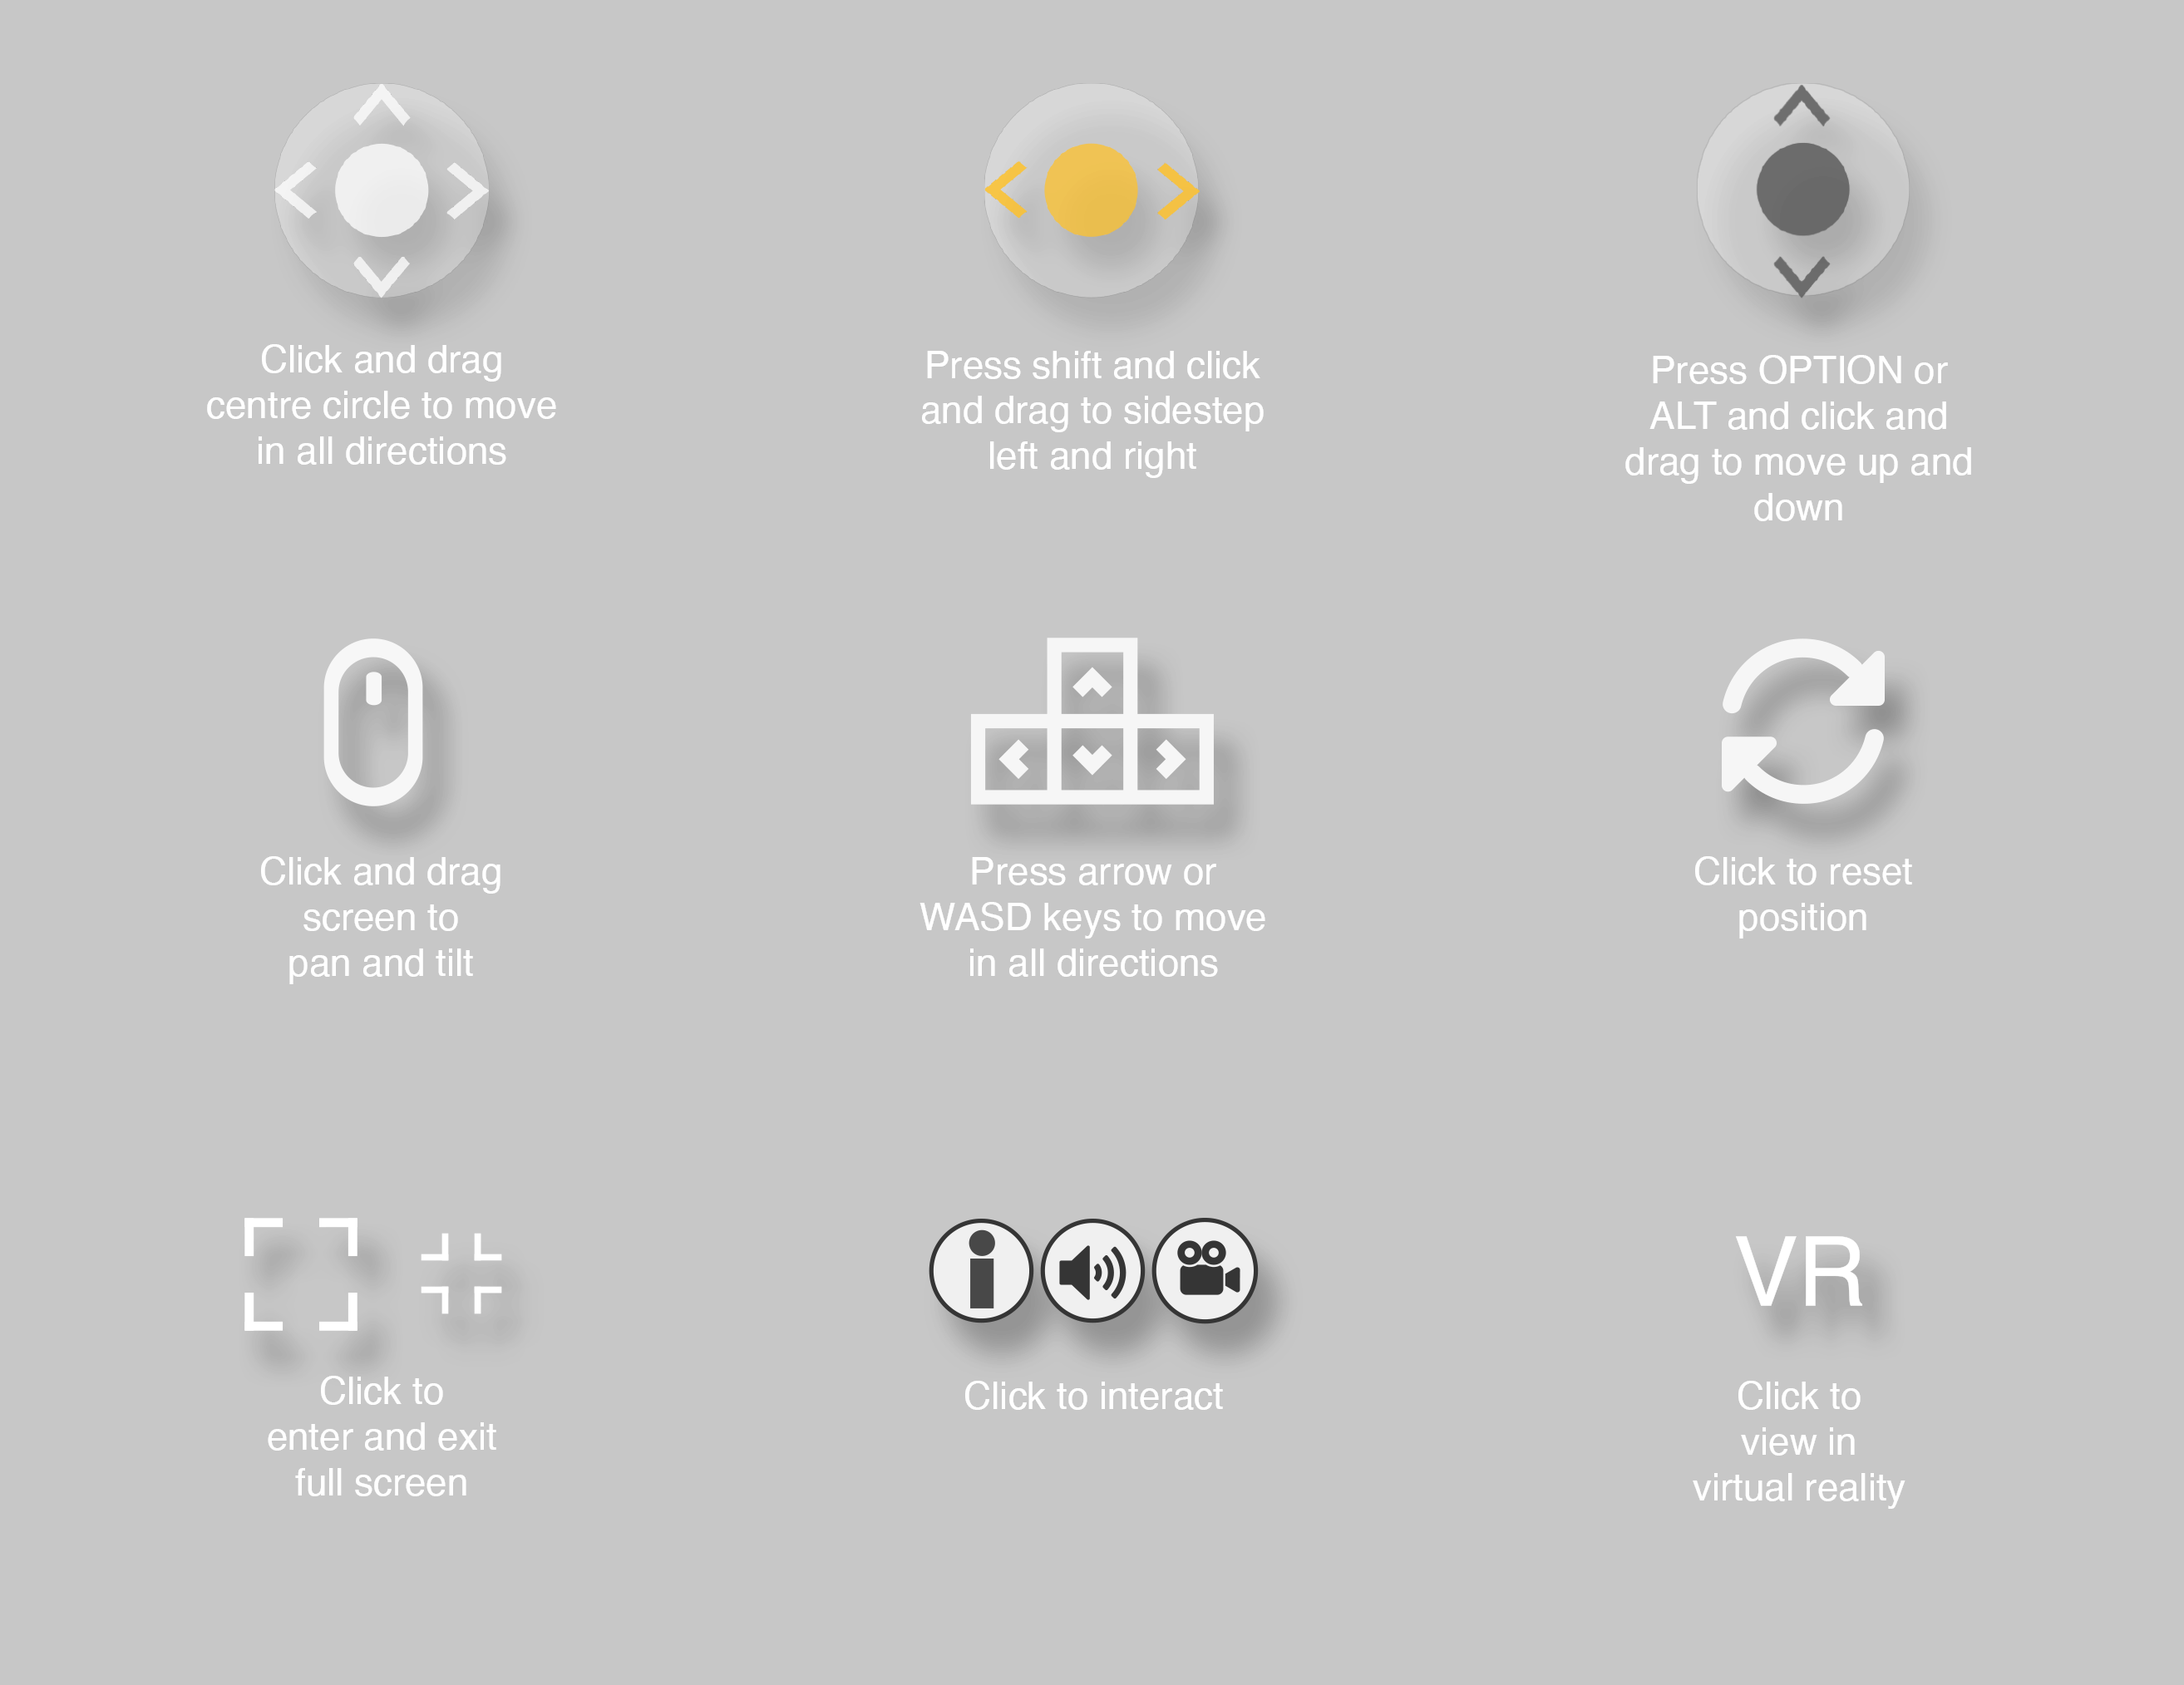 Click and drag
centre circle to move
in all directions
Press shift and click
and drag to sidestep
left and right
Press OPTION or
ALT and click and
drag to move up and
down
Click and drag
screen to
pan and tilt
Press arrow or
WASD keys to move
in all directions
Click to reset
position
Click to
enter and exit
full screen
Click to interact
VR
Click to
view in
virtual reality